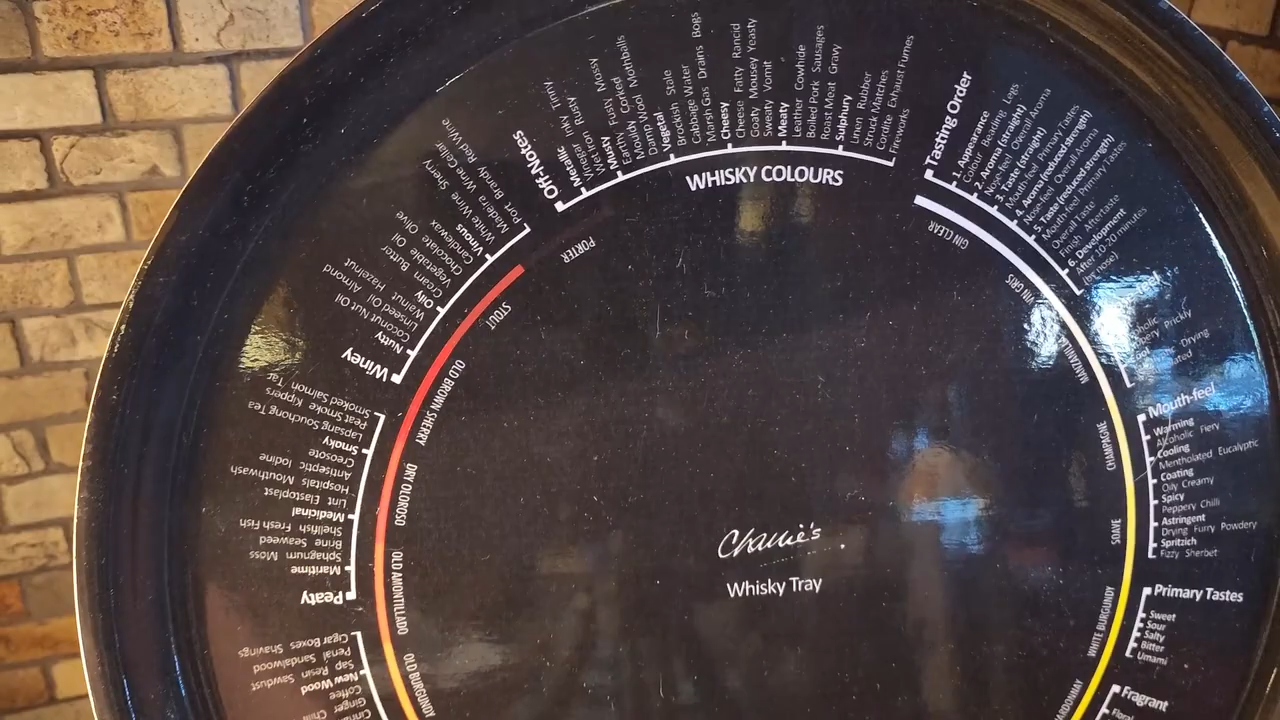 WHISKY COLOURS
Charlie's
Whisky Tray
Off-Notes
Metallic
Vinegar Inky Tinny
Wet Iron Rusty
Musty
Earthy Fusty Mossy
Mouldy Corked
Damp Wool Mothballs
Vegetal
Brockish Stale
Cabbage Water
Marsh Gas Drains Bogs
Cheesy
Cheese Fatty Rancid
Goaty Mousey Yeasty
Sweaty Vomit
Meaty
Leather Cowhide
Boiled Pork Sausages
Roast Meat Gravy
Sulphury
Linen Rubber
Struck Matches
Cordite Exhaust Fumes
Fireworks
Tasting Order
1. Appearance
Colour Beading Legs
2. Aroma (straight)
Nose-feel Overall Aroma
3. Taste (straight)
Mouth-feel Primary Tastes
4. Aroma (reduced strength)
Nose-feel Overall Aroma
5. Taste (reduced strength)
Mouth-feel Primary Tastes
Overall Taste
Finish Aftertaste
6. Development
After 10-20 minutes
Prickly
Drying
Mouth-feel
Warming
Alcoholic Fiery
Cooling
Mentholated Eucalyptic
Coating
Oily Creamy
Spicy
Peppery Chilli
Astringent
Drying Furry Powdery
Spritzich
Fizzy Sherbet
Primary Tastes
Sweet
Sour
Salty
Bitter
Umami
Fragrant
GIN CLEAR
VIN GRIS
MANZANILLA
CHAMPAGNE
SOAVE
WHITE BURGUNDY
PORTER
STOUT
OLD BROWN SHERRY
DRY OLOROSO
OLD AMONTILLADO
OLD BURGUNDY
Winey
Nutty
Coconut Nut Oil
Linseed Oil Almond
Walnut Hazelnut
Oily
Cream Butter
Vegetable Oil
Chocolate Olive
Candlewax
Vinous
White Wine Sherry
Madeira Wine Cellar
Port Brandy Red Wine
Peaty
Maritime
Sphagnum Moss
Brine Seaweed
Shellfish Fresh Fish
Medicinal
Lint Elastoplast
Hospitals Mouthwash
Antiseptic Iodine
Creosote
Smoky
Lapsang Souchong Tea
Peat Smoke Kippers
Smoked Salmon Tar
Ginger
Coffee
New Wood
Sap Resin Sawdust
Penal Sandalwood
Cigar Boxes Shavings